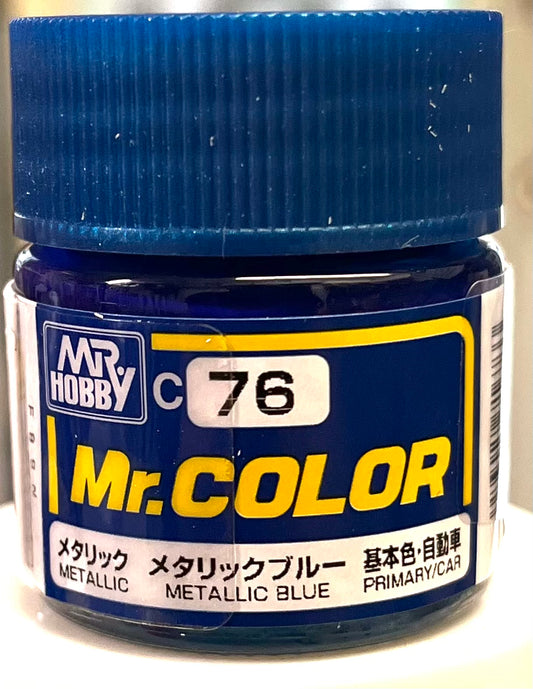 MR.
HOBBY
C 76
Mr.COLOR
メタリック メタリックブルー 基本色・自動車
METALLIC METALLIC BLUE PRIMARY/CAR